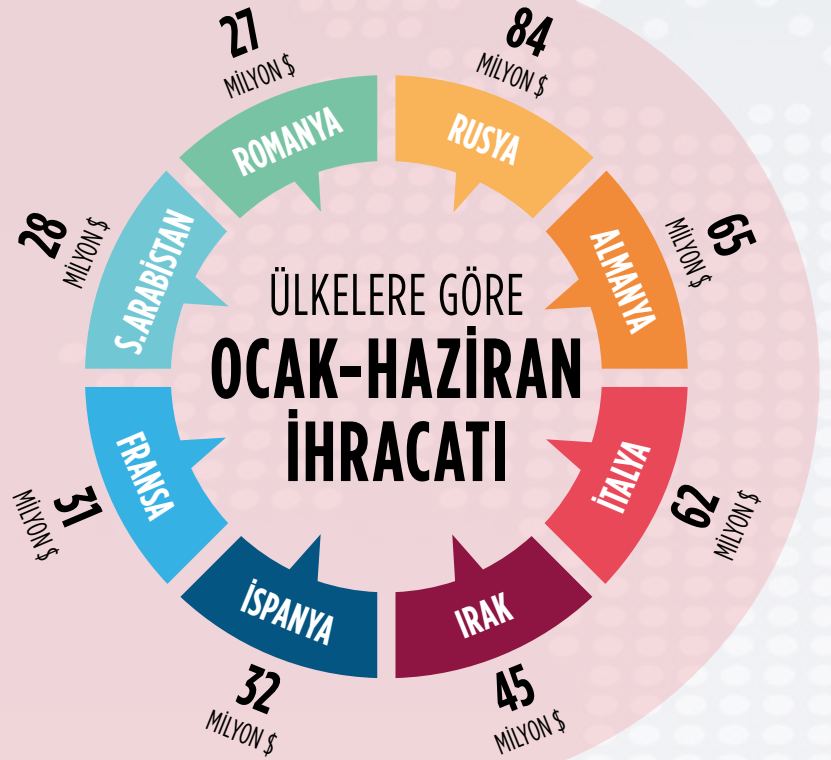 ÜLKELERE GÖRE
OCAK-HAZİRAN
İHRACATI
RUSYA
84
MİLYON $
ALMANYA
65
MİLYON $
İTALYA
62
MİLYON $
IRAK
45
MİLYON $
İSPANYA
32
MİLYON $
FRANSA
31
MİLYON $
S.ARABİSTAN
28
MİLYON $
ROMANYA
27
MİLYON $